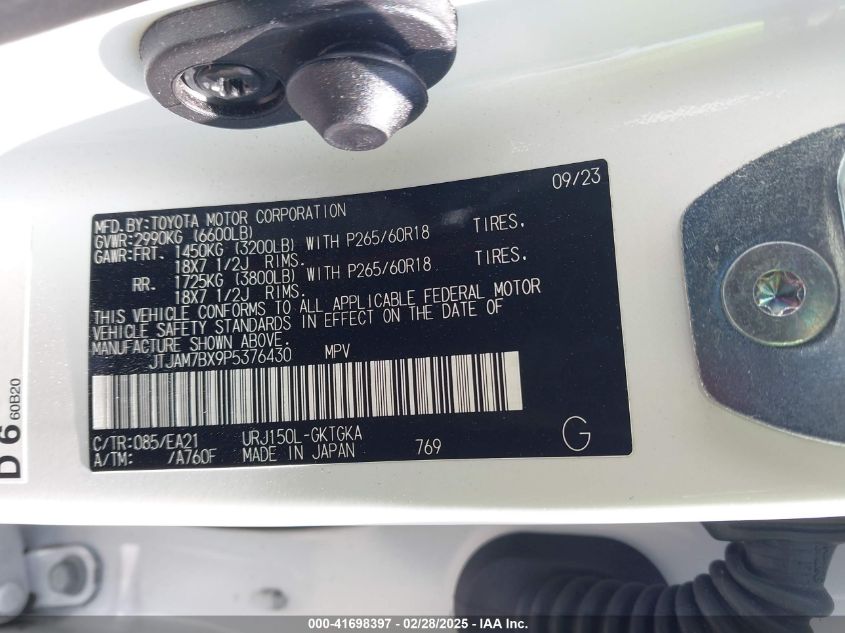 09/23
MFD.BY:TOYOTA MOTOR CORPORATION
GVWR:2990KG (6600LB)
GAWR:FRT. 1450KG (3200LB) WITH P265/60R18 TIRES.
18X7 1/2J RIMS.
RR. 1725KG (3800LB) WITH P265/60R18 TIRES.
18X7 1/2J RIMS.
THIS VEHICLE CONFORMS TO ALL APPLICABLE FEDERAL MOTOR
VEHICLE SAFETY STANDARDS IN EFFECT ON THE DATE OF
MANUFACTURE SHOWN ABOVE.
JTJAM7BX9P5376430 MPV
C/TR:085/EA21 URJ150L-GKTGKA
A/TM: /A760F MADE IN JAPAN 769 G
D 6 60B20
000-41698397 - 02/28/2025 - IAA Inc.